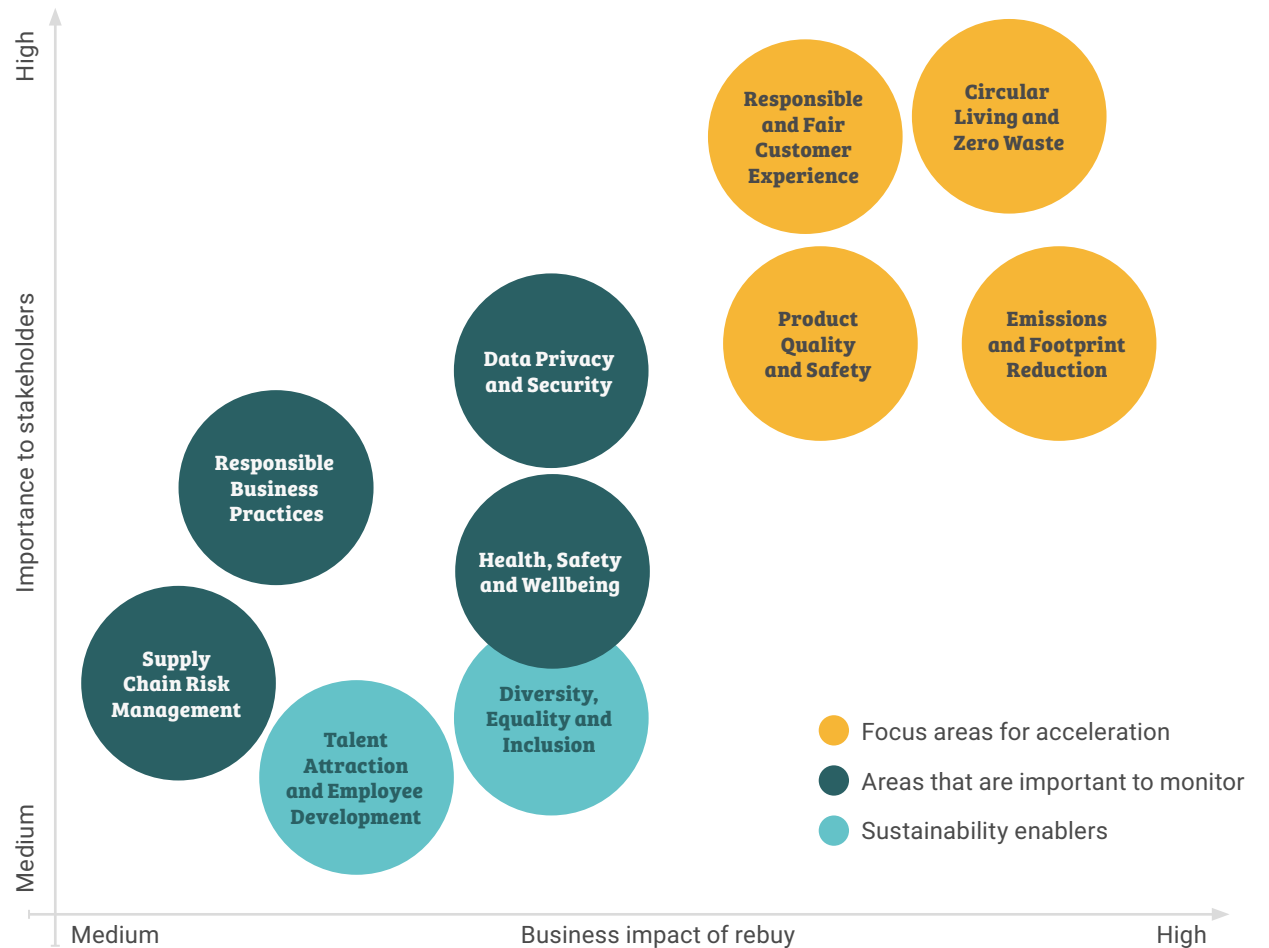 High
Importance to stakeholders
Medium
Responsible
and Fair
Customer
Experience
Circular
Living and
Zero Waste
Product
Quality
and Safety
Emissions
and Footprint
Reduction
Data Privacy
and Security
Responsible
Business
Practices
Health, Safety
and Wellbeing
Supply
Chain Risk
Management
Diversity,
Equality and
Inclusion
Talent
Attraction
and Employee
Development
Focus areas for acceleration
Areas that are important to monitor
Sustainability enablers
Medium
Business impact of rebuy
High